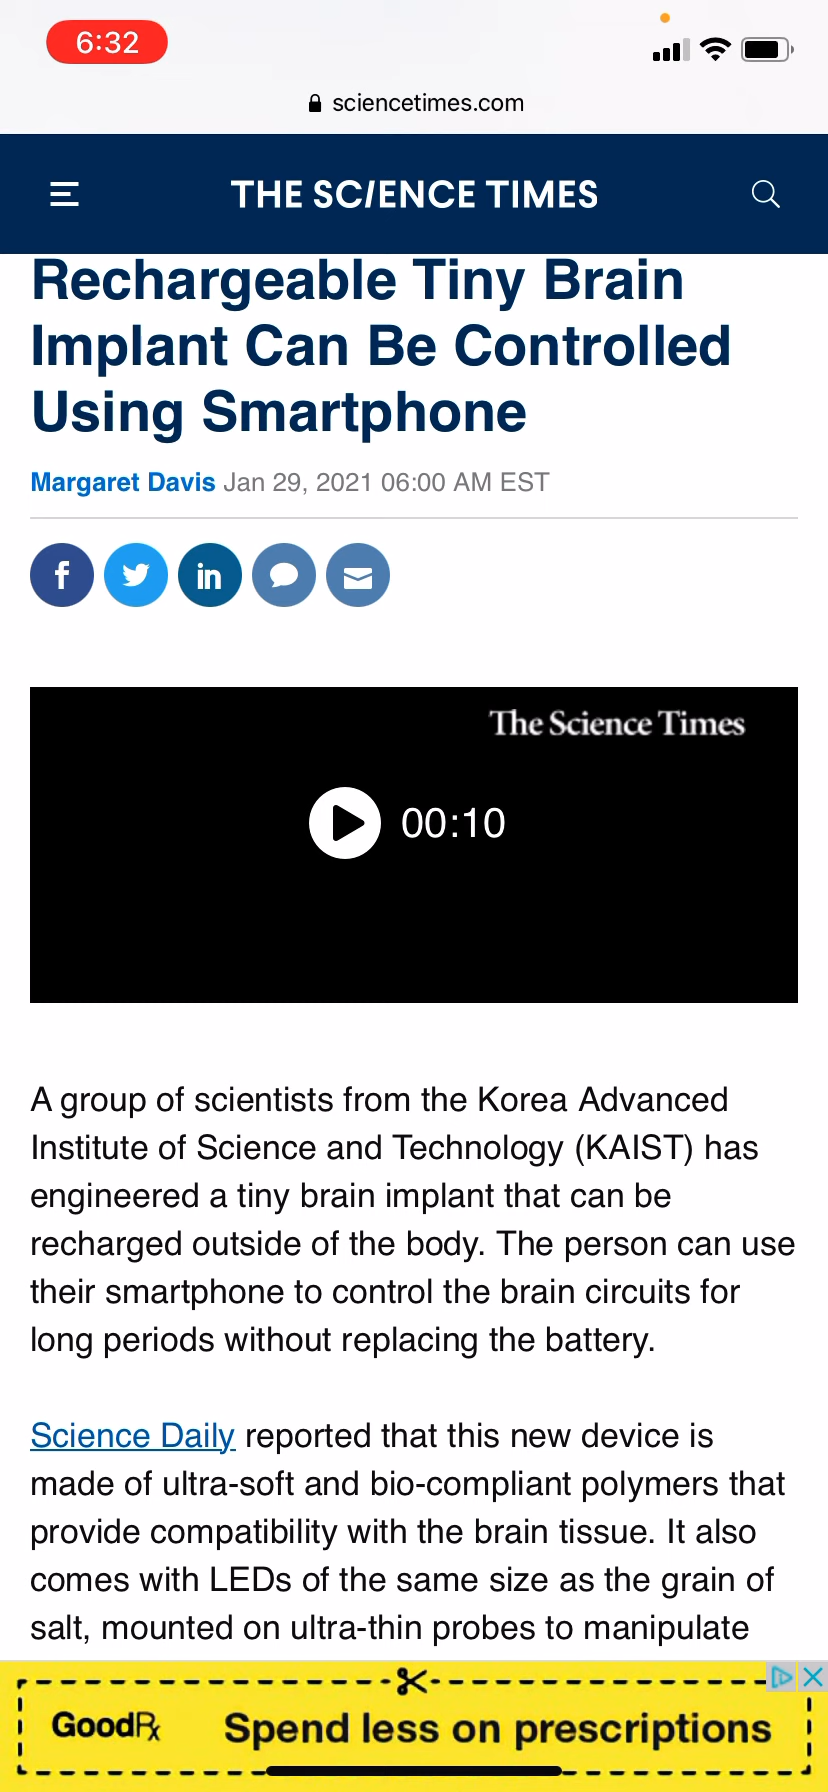 6:32
sciencetimes.com
THE SCIENCE TIMES
Rechargeable Tiny Brain
Implant Can Be Controlled
Using Smartphone
Margaret Davis Jan 29, 2021 06:00 AM EST
f
in
The Science Times
00:10
A group of scientists from the Korea Advanced
Institute of Science and Technology (KAIST) has
engineered a tiny brain implant that can be
recharged outside of the body. The person can use
their smartphone to control the brain circuits for
long periods without replacing the battery.
Science Daily reported that this new device is
made of ultra-soft and bio-compliant polymers that
provide compatibility with the brain tissue. It also
comes with LEDs of the same size as the grain of
salt, mounted on ultra-thin probes to manipulate
GoodRx Spend less on prescriptions